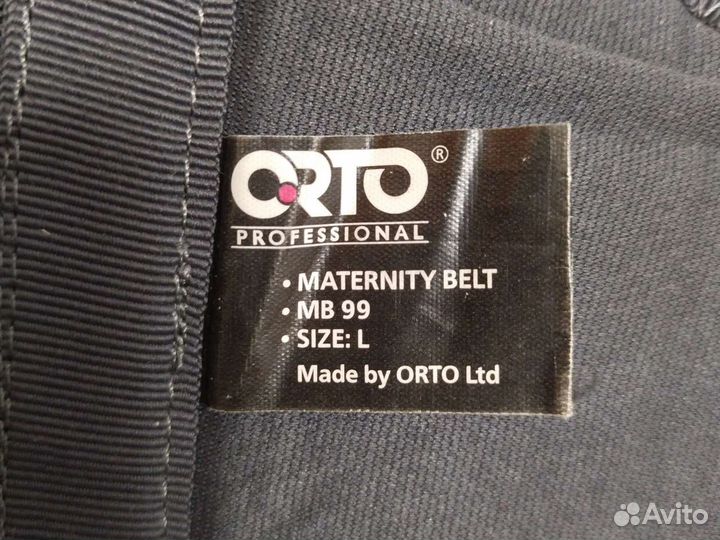 ORTO®
PROFESSIONAL
• MATERNITY BELT
• MB 99
• SIZE: L
Made by ORTO Ltd
Avito